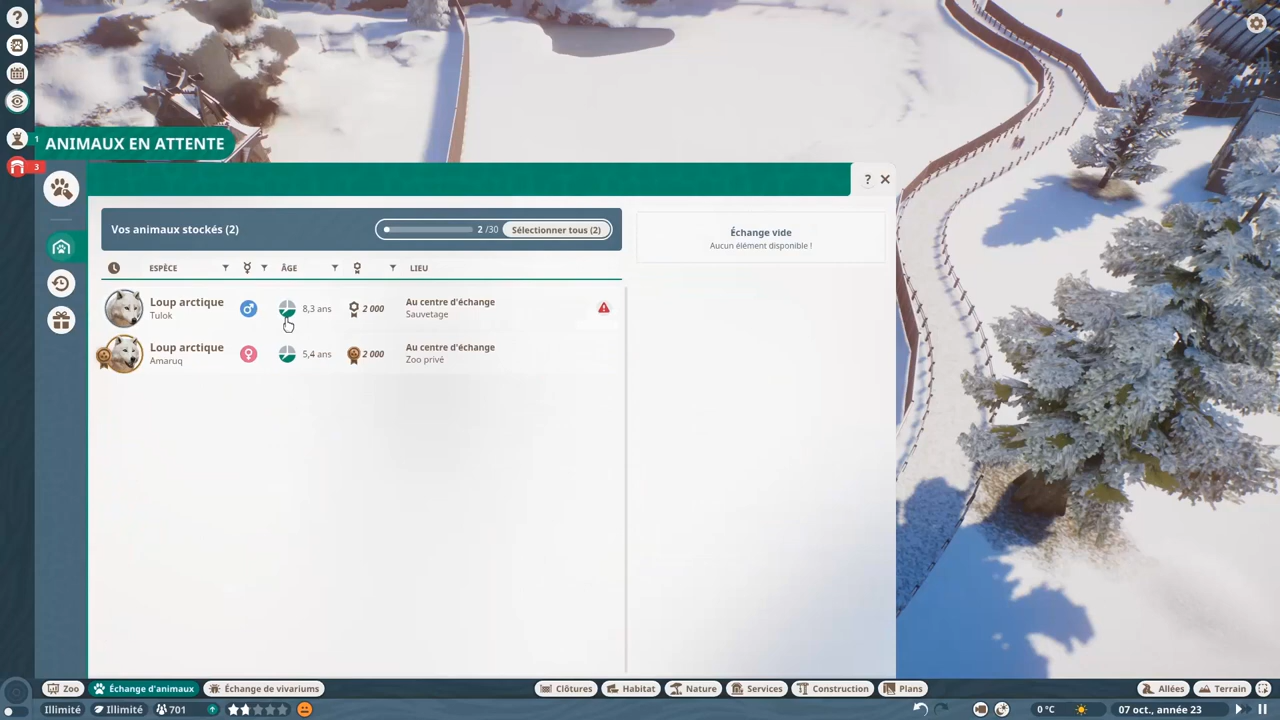 ?
1
ANIMAUX EN ATTENTE
3
?
Vos animaux stockés (2)
2 /30
Sélectionner tous (2)
Échange vide
Aucun élément disponible !
ESPÈCE
ÂGE
LIEU
Loup arctique
Tulok
8,3 ans
2 000
Au centre d'échange
Sauvetage
Loup arctique
Amaruq
5,4 ans
2 000
Au centre d'échange
Zoo privé
Zoo
Échange d'animaux
Échange de vivariums
Clôtures
Habitat
Nature
Services
Construction
Plans
Allées
Terrain
Illimité
Illimité
701
0 °C
07 oct., année 23